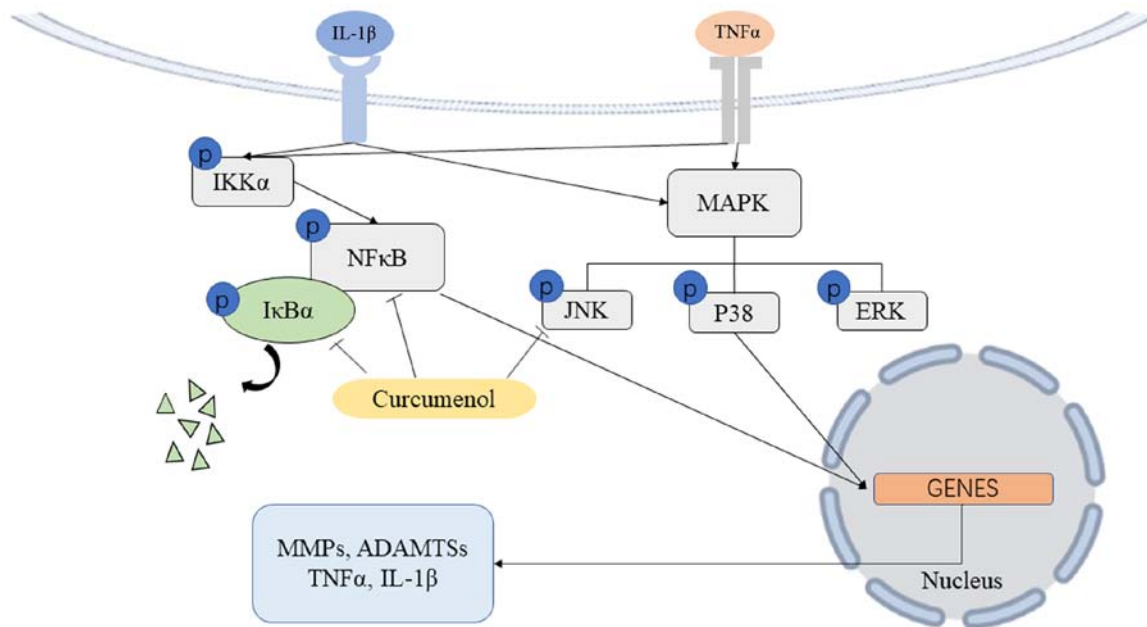 IL-1β
TNFα
p
IKKα
MAPK
p
NFκB
p
IκBα
p
JNK
p
P38
p
ERK
Curcumenol
GENES
MMPs, ADAMTSs
TNFα, IL-1β
Nucleus